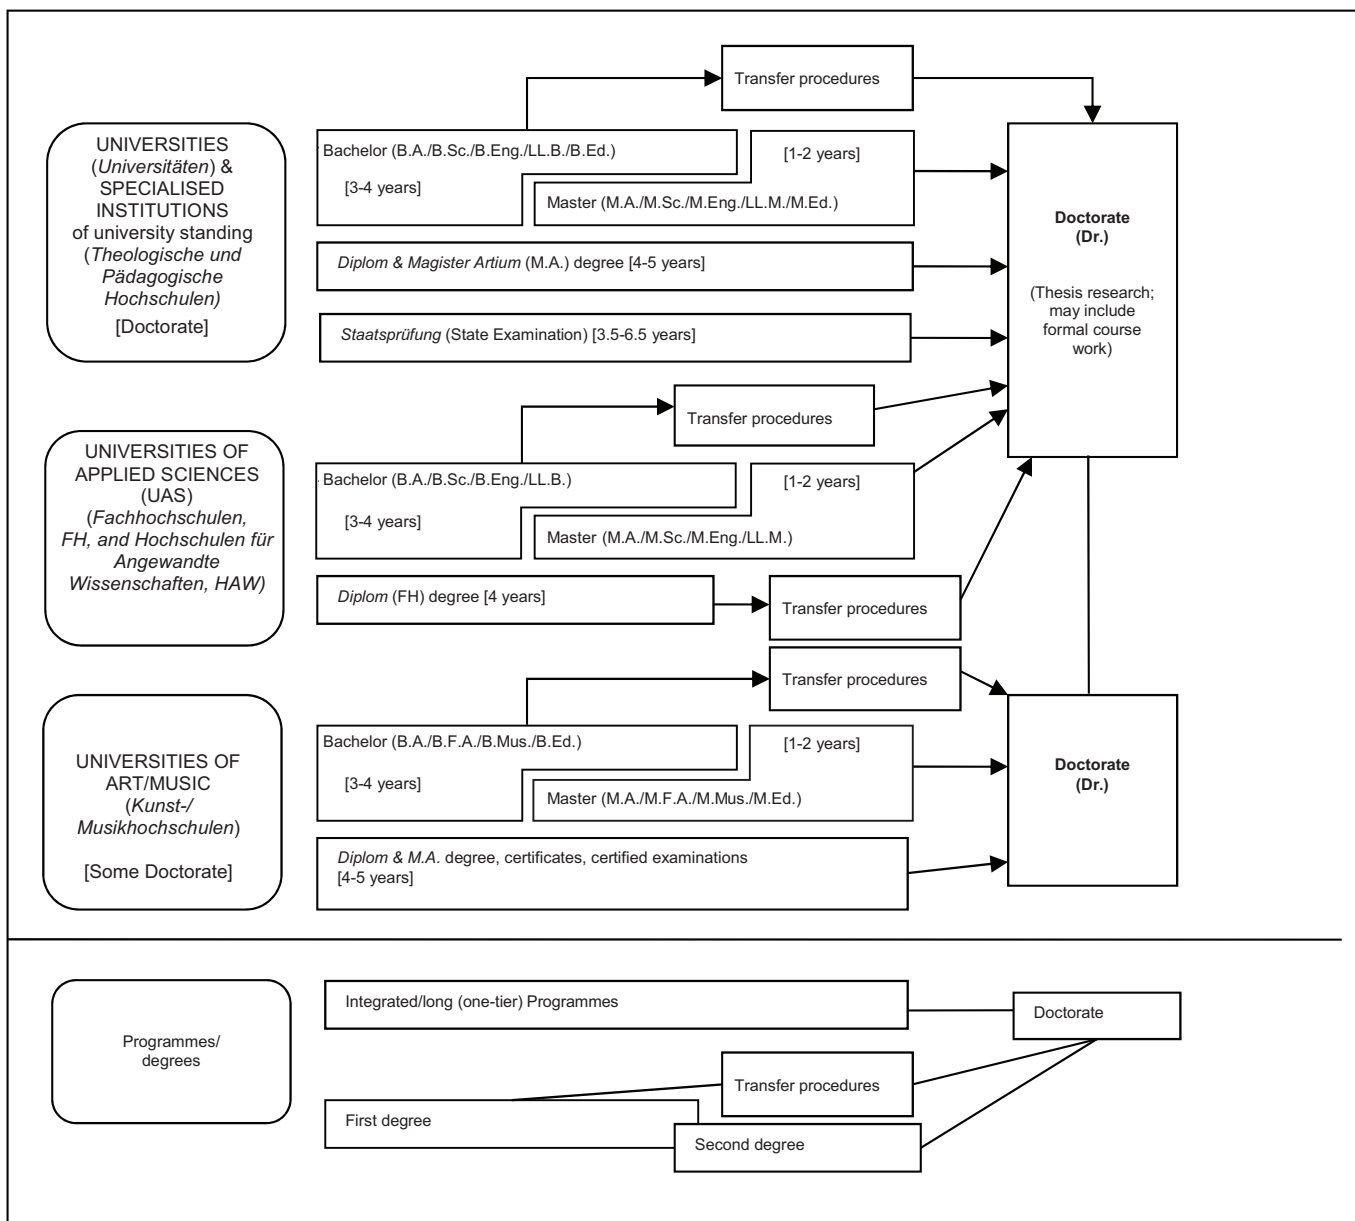 Transfer procedures
UNIVERSITIES
(Universitäten) &
SPECIALISED
INSTITUTIONS
of university standing
(Theologische und
Pädagogische
Hochschulen)
[Doctorate]
Bachelor (B.A./B.Sc./B.Eng./LL.B./B.Ed.)
[3-4 years]
[1-2 years]
Master (M.A./M.Sc./M.Eng./LL.M./M.Ed.)
Diplom & Magister Artium (M.A.) degree [4-5 years]
Staatsprüfung (State Examination) [3.5-6.5 years]
Doctorate
(Dr.)
(Thesis research;
may include
formal course
work)
Transfer procedures
UNIVERSITIES OF
APPLIED SCIENCES
(UAS)
(Fachhochschulen,
FH, and Hochschulen für
Angewandte
Wissenschaften, HAW)
Bachelor (B.A./B.Sc./B.Eng./LL.B.)
[3-4 years]
[1-2 years]
Master (M.A./M.Sc./M.Eng./LL.M.)
Diplom (FH) degree [4 years]
Transfer procedures
Transfer procedures
UNIVERSITIES OF
ART/MUSIC
(Kunst-/
Musikhochschulen)
[Some Doctorate]
Bachelor (B.A./B.F.A./B.Mus./B.Ed.)
[3-4 years]
[1-2 years]
Master (M.A./M.F.A./M.Mus./M.Ed.)
Diplom & M.A. degree, certificates, certified examinations
[4-5 years]
Doctorate
(Dr.)
Programmes/
degrees
Integrated/long (one-tier) Programmes
Doctorate
Transfer procedures
First degree
Second degree